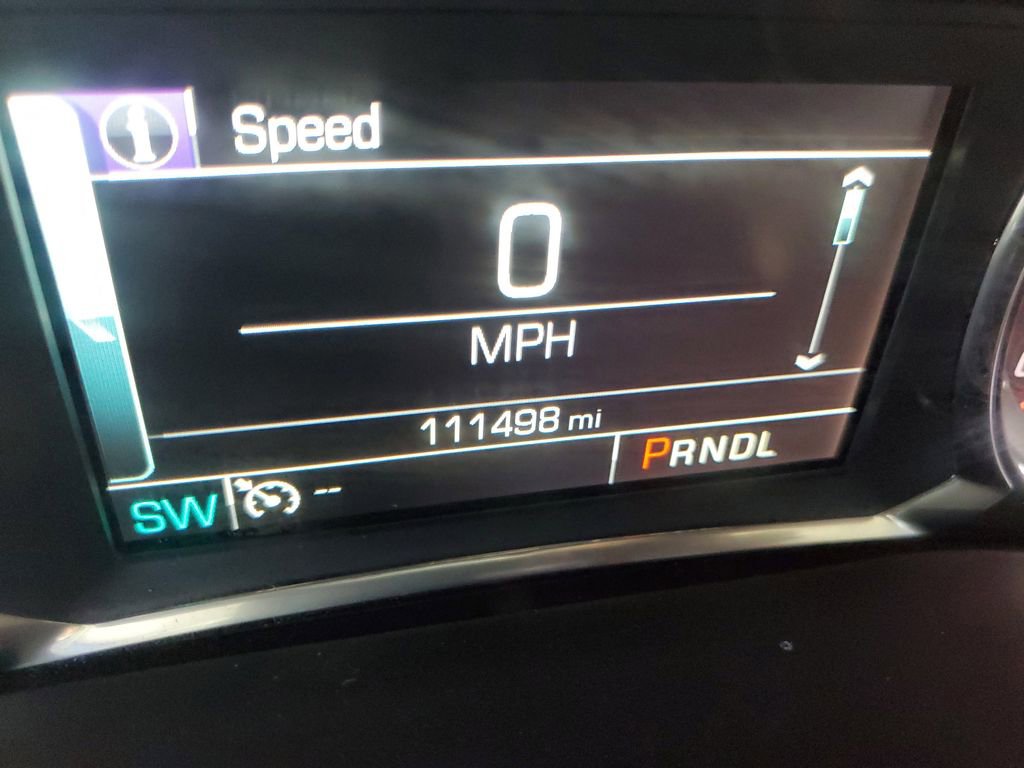 i Speed
0
MPH
111498 mi
PRNDL
SW --